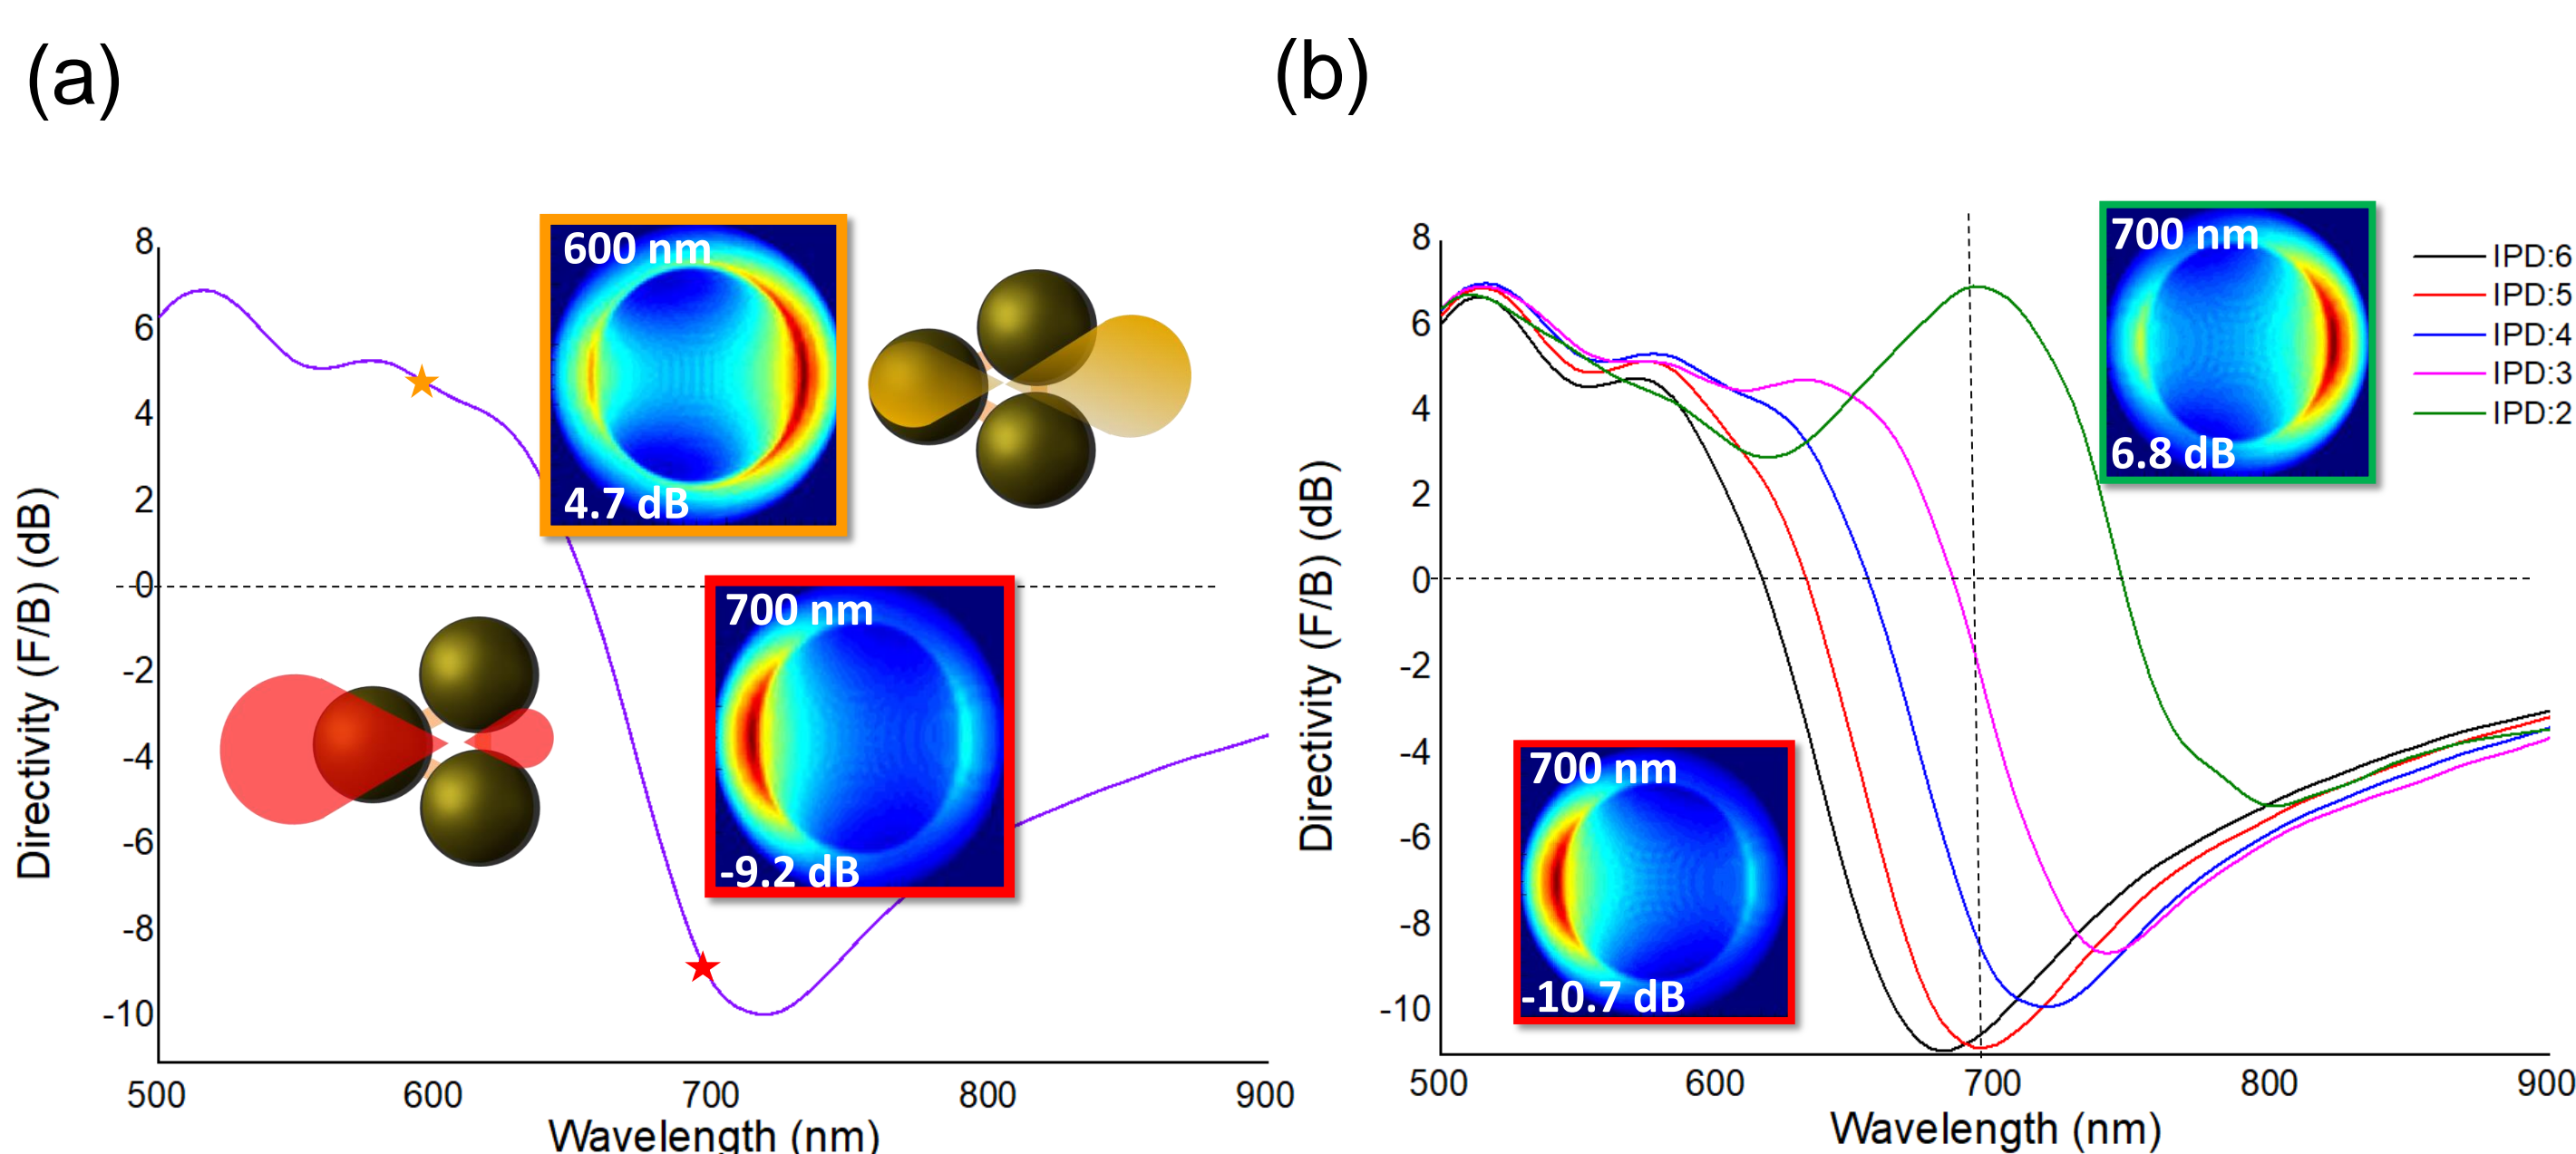 (a)
8
6
4
2
0
-2
-4
-6
-8
-10
Directivity (F/B) (dB)
500
600
700
800
900
Wavelength (nm)
600 nm
4.7 dB
700 nm
-9.2 dB
(b)
8
6
4
2
0
-2
-4
-6
-8
-10
Directivity (F/B) (dB)
500
600
700
800
900
Wavelength (nm)
700 nm
6.8 dB
700 nm
-10.7 dB
IPD:6
IPD:5
IPD:4
IPD:3
IPD:2